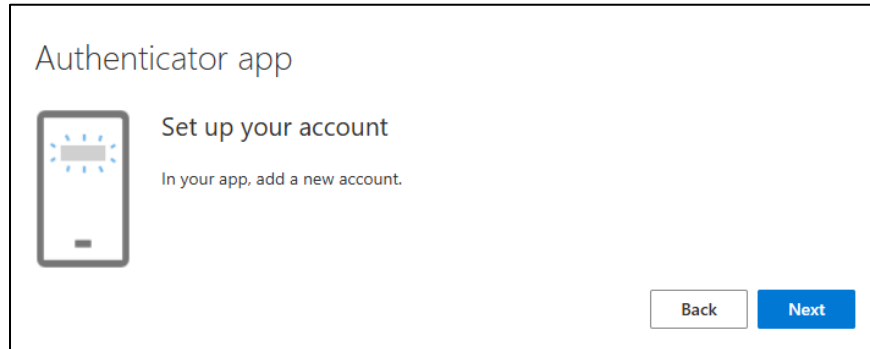 Authenticator app
Set up your account
In your app, add a new account.
Back
Next